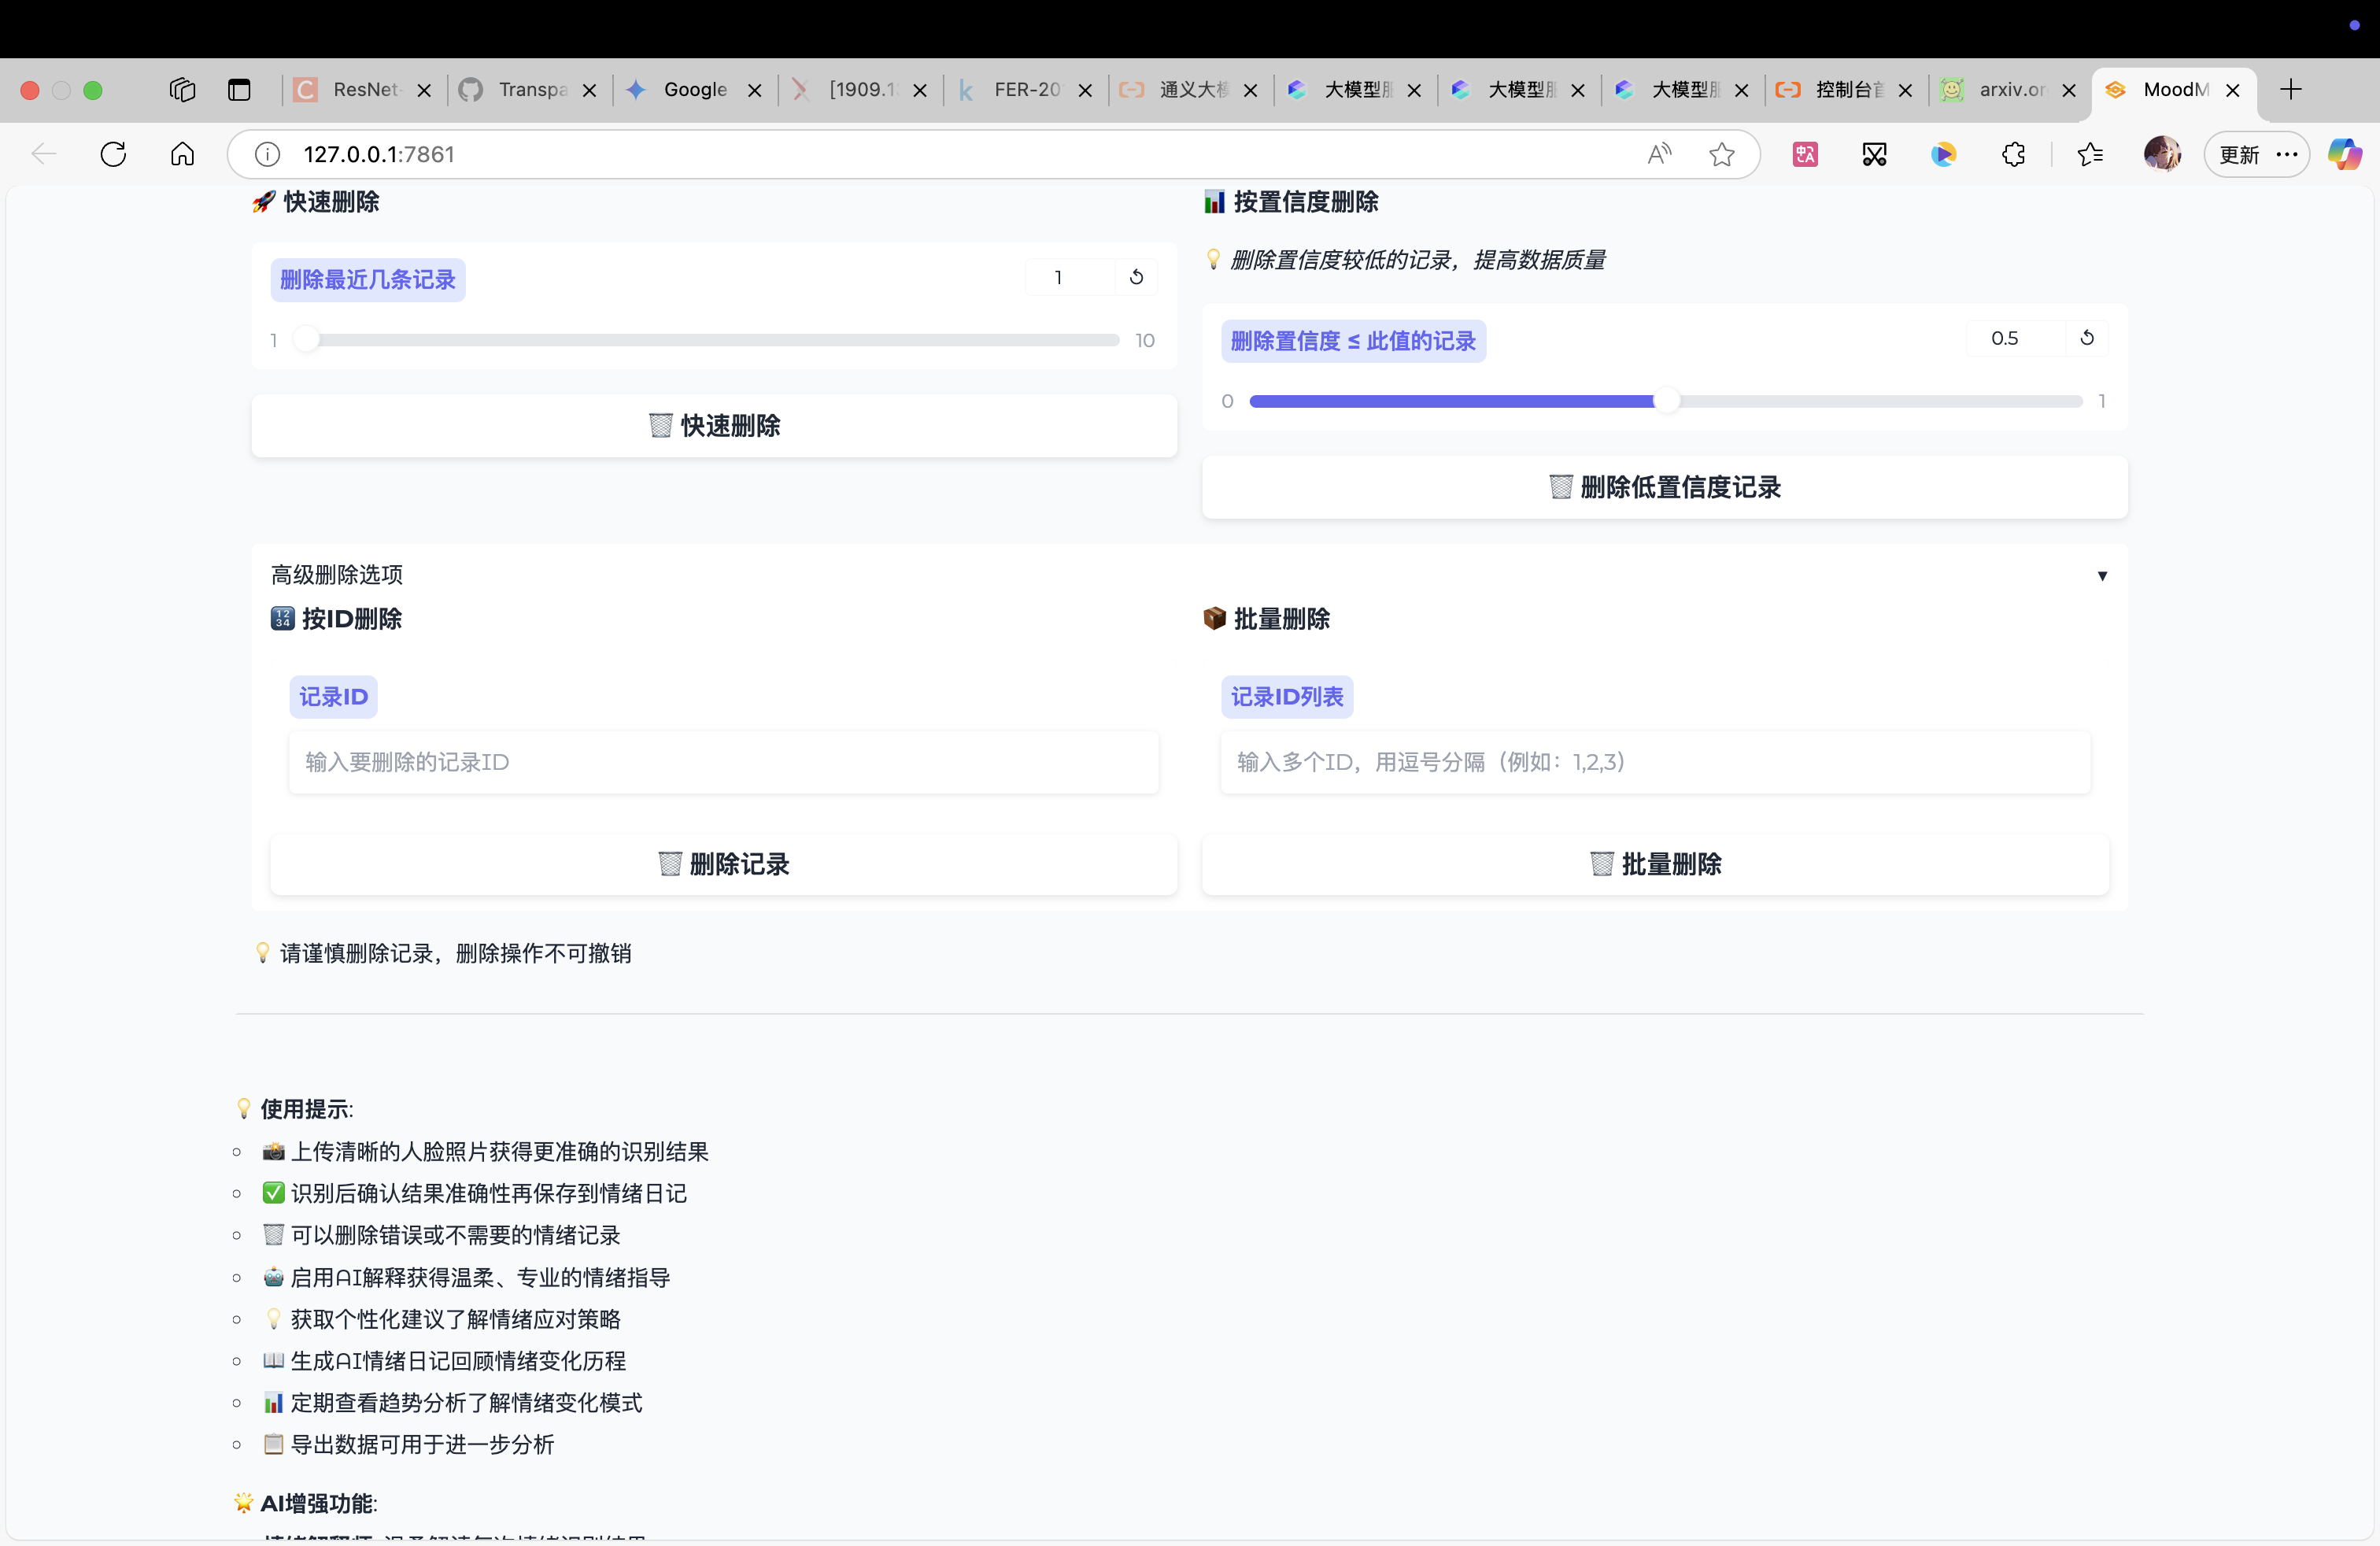 ResNet-
Transpa
Google
[1909.1
FER-20
通义大模
大模型服
大模型服
大模型服
控制台首
arxiv.or
MoodM
127.0.0.1:7861
更新
🚀 快速删除
删除最近几条记录
1
1
10
🗑️ 快速删除
📊 按置信度删除
💡 删除置信度较低的记录，提高数据质量
删除置信度 ≤ 此值的记录
0.5
0
1
🗑️ 删除低置信度记录
高级删除选项
🔢 按ID删除
记录ID
输入要删除的记录ID
🗑️ 删除记录
📦 批量删除
记录ID列表
输入多个ID，用逗号分隔（例如：1,2,3）
🗑️ 批量删除
💡 请谨慎删除记录，删除操作不可撤销
💡 使用提示:
📸 上传清晰的人脸照片获得更准确的识别结果
✅ 识别后确认结果准确性再保存到情绪日记
🗑️ 可以删除错误或不需要的情绪记录
🤖 启用AI解释获得温柔、专业的情绪指导
💡 获取个性化建议了解情绪应对策略
📖 生成AI情绪日记回顾情绪变化历程
📊 定期查看趋势分析了解情绪变化模式
📋 导出数据可用于进一步分析
🌟 AI增强功能: